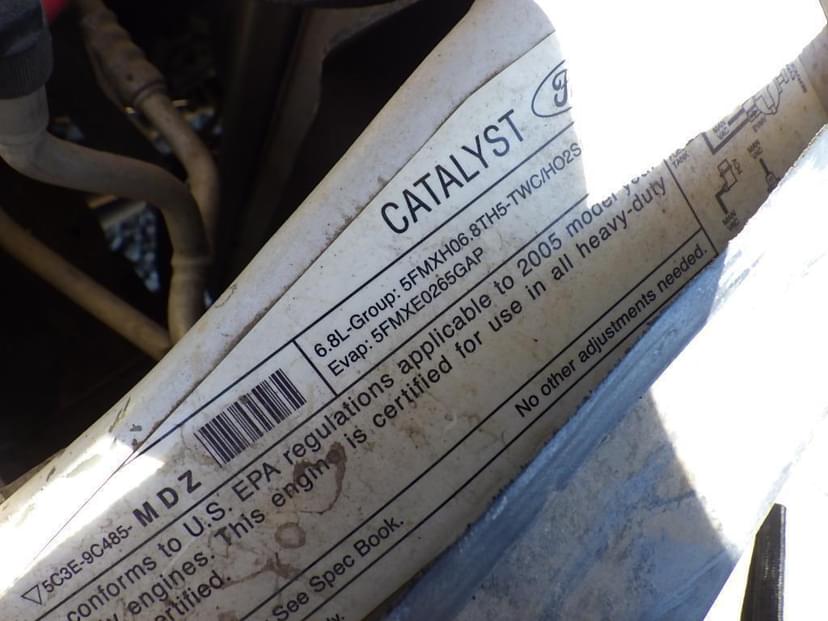 CATALYST
6.8L-Group: 5FMXH06.8TH5-TWC/HO2S
Evap: 5FMXE0265GAP
5C3E-9C485- MDZ
conforms to U.S. EPA regulations applicable to 2005 model
engines. This engine is certified for use in all heavy-duty
No other adjustments needed.
See Spec Book.
TANK